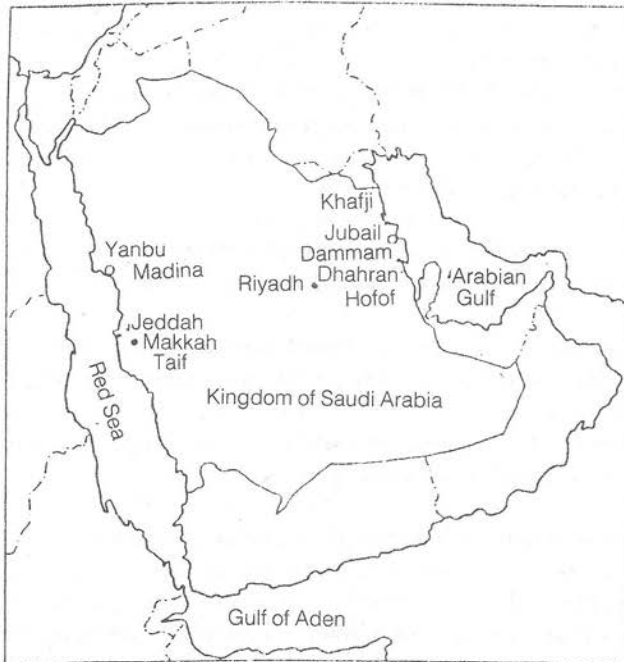 Khafji
Jubail
Dammam
Dhahran
Hofof
Yanbu
Madina
Riyadh
Arabian
Gulf
Jeddah
Makkah
Taif
Red Sea
Kingdom of Saudi Arabia
Gulf of Aden